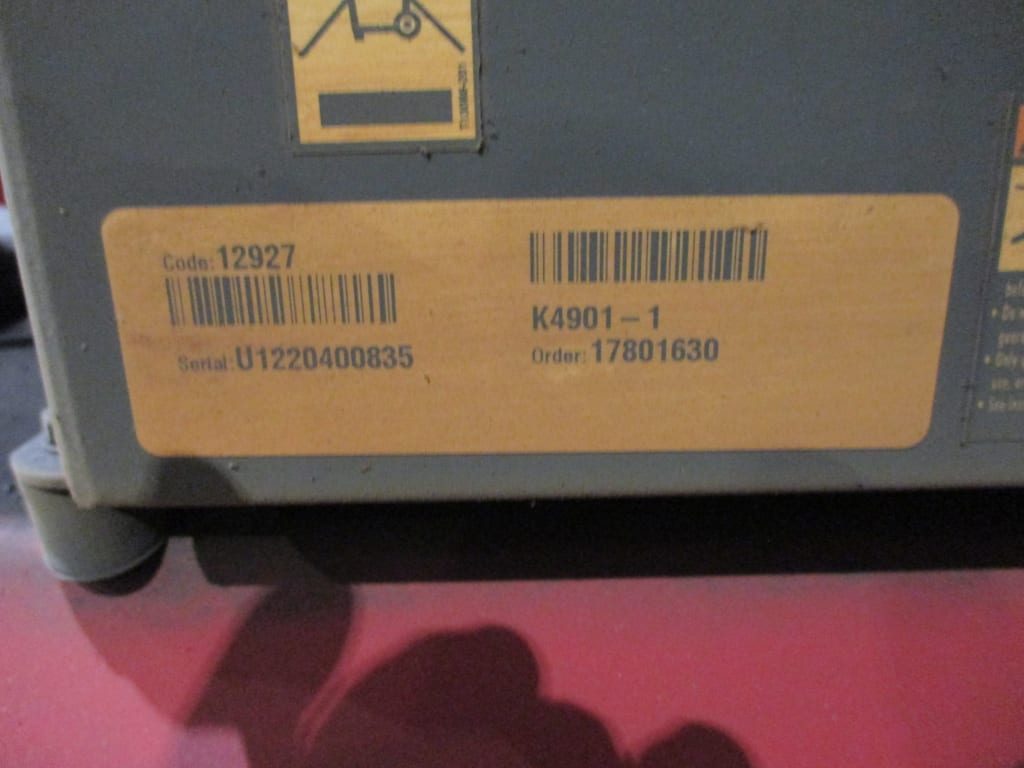 Code: 12927
Serial: U1220400835
K4901-1
Order: 17801630